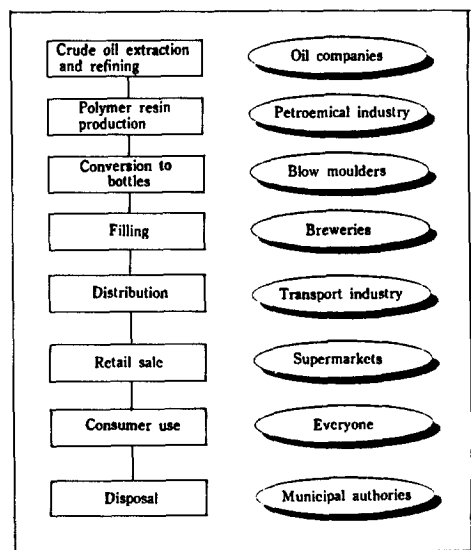 Crude oil extraction
and refining
Oil companies
Polymer resin
production
Petroemical industry
Conversion to
bottles
Blow moulders
Filling
Breweries
Distribution
Transport industry
Retail sale
Supermarkets
Consumer use
Everyone
Disposal
Municipal authories